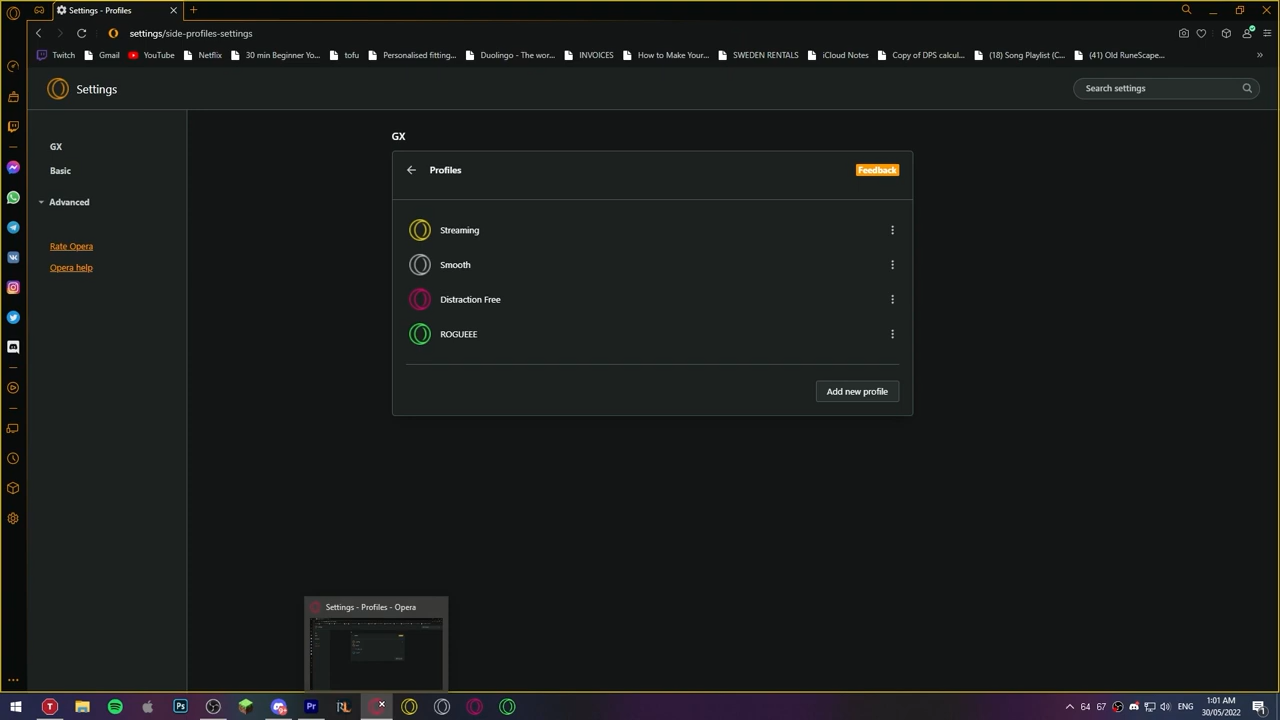 Settings - Profiles
settings/side-profiles-settings
Twitch
Gmail
YouTube
Netflix
30 min Beginner Yo...
tofu
Personalised fitting...
Duolingo - The wor...
INVOICES
How to Make Your...
SWEDEN RENTALS
iCloud Notes
Copy of DPS calcul...
(18) Song Playlist (C...
(41) Old RuneScape...
Settings
Search settings
GX
Basic
Advanced
Rate Opera
Opera help
GX
Profiles
Feedback
Streaming
Smooth
Distraction Free
ROGUEEE
Add new profile
Settings - Profiles - Opera
T
Ps
Pr
64 67
ENG
1:01 AM
30/05/2022
1